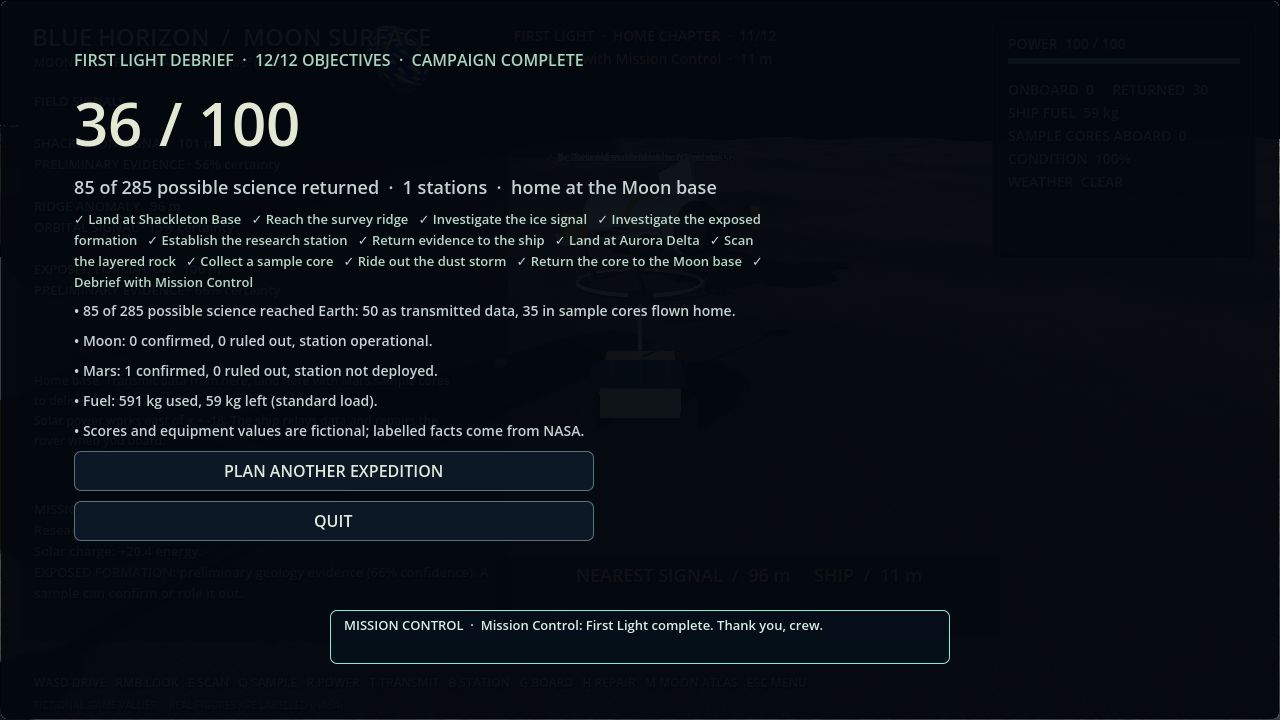 BLUE HORIZON / MOON SURFACE
FIRST LIGHT · HOME CHAPTER · 11/12
with Mission Control · 11 m
POWER 100 / 100
ONBOARD 0 RETURNED 30
SHIP FUEL 59 kg
SAMPLE CORES ABOARD 0
CONDITION 100%
WEATHER CLEAR
FIRST LIGHT DEBRIEF · 12/12 OBJECTIVES · CAMPAIGN COMPLETE
36 / 100
85 of 285 possible science returned · 1 stations · home at the Moon base
✓ Land at Shackleton Base ✓ Reach the survey ridge ✓ Investigate the ice signal ✓ Investigate the exposed
formation ✓ Establish the research station ✓ Return evidence to the ship ✓ Land at Aurora Delta ✓ Scan
the layered rock ✓ Collect a sample core ✓ Ride out the dust storm ✓ Return the core to the Moon base ✓
Debrief with Mission Control
• 85 of 285 possible science reached Earth: 50 as transmitted data, 35 in sample cores flown home.
• Moon: 0 confirmed, 0 ruled out, station operational.
• Mars: 1 confirmed, 0 ruled out, station not deployed.
• Fuel: 591 kg used, 59 kg left (standard load).
• Scores and equipment values are fictional; labelled facts come from NASA.
PLAN ANOTHER EXPEDITION
QUIT
Solar charge: +20.4 energy.
EXPOSED FORMATION: preliminary geology evidence (66% confidence). A
sample can confirm or rule it out.
NEAREST SIGNAL / 96 m SHIP / 11 m
MISSION CONTROL · Mission Control: First Light complete. Thank you, crew.
WASD DRIVE · RMB LOOK · E SCAN · Q SAMPLE · R POWER · T TRANSMIT · B STATION · G BOARD · H REPAIR · M MOON ATLAS · ESC MENU